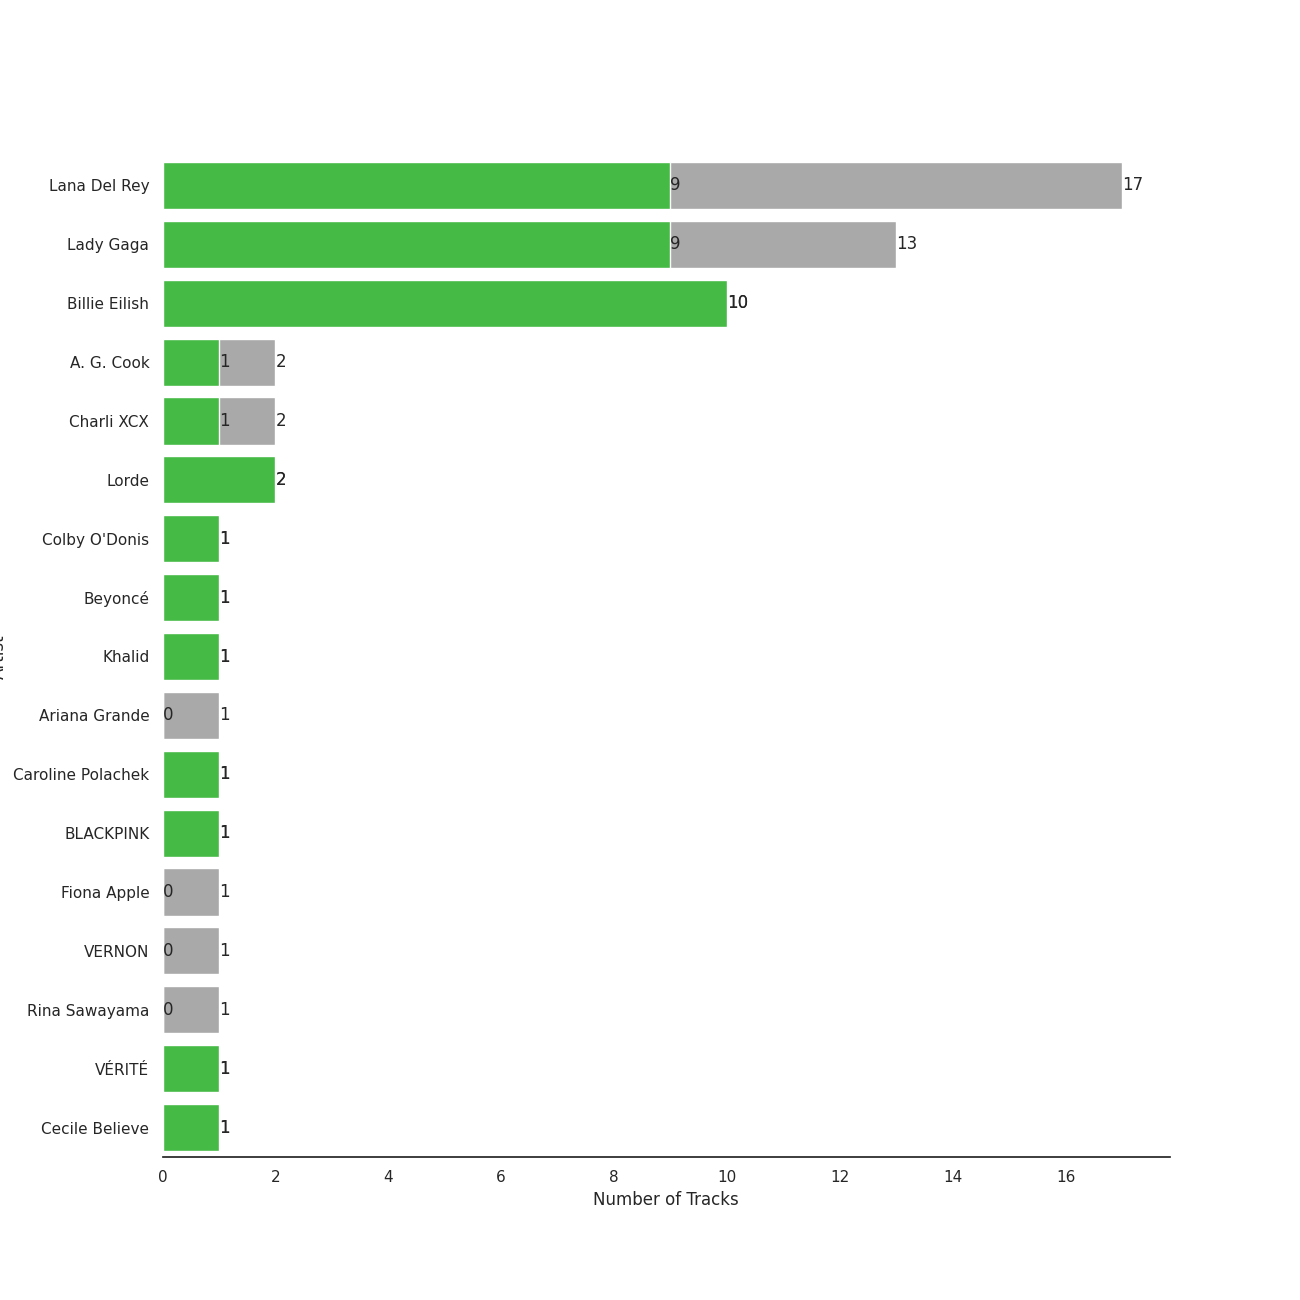 Lana Del Rey 9 17
Lady Gaga 9 13
Billie Eilish 10
A. G. Cook 1 2
Charli XCX 1 2
Lorde 2
Colby O'Donis 1
Beyoncé 1
Khalid 1
Ariana Grande 0 1
Caroline Polachek 1
BLACKPINK 1
Fiona Apple 0 1
VERNON 0 1
Rina Sawayama 0 1
VÉRITÉ 1
Cecile Believe 1
0 2 4 6 8 10 12 14 16
Number of Tracks